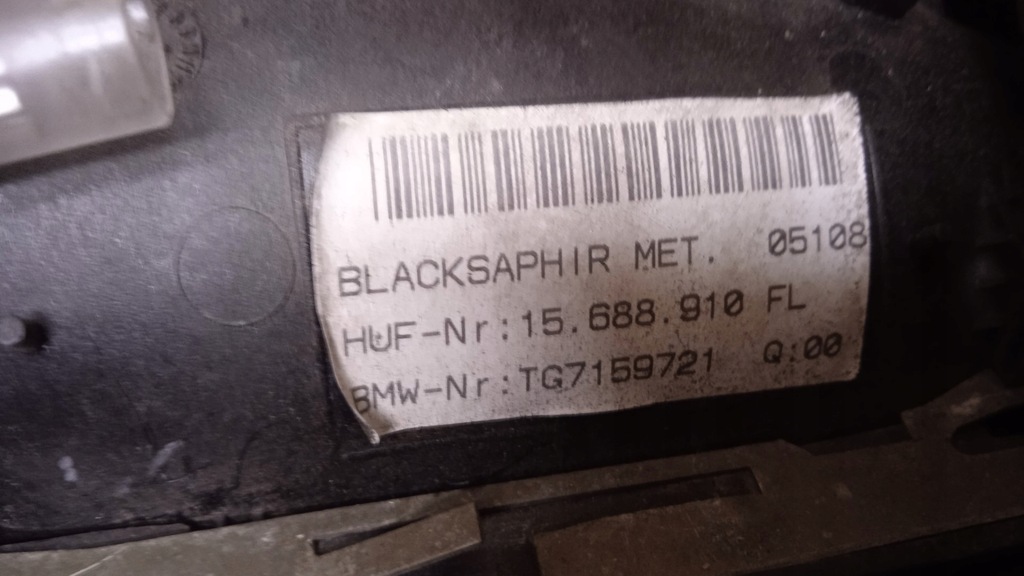 BLACKSAPHIR MET. 05108
HUF-Nr:15.688.910 FL
BMW-Nr:TG7159721 Q:00